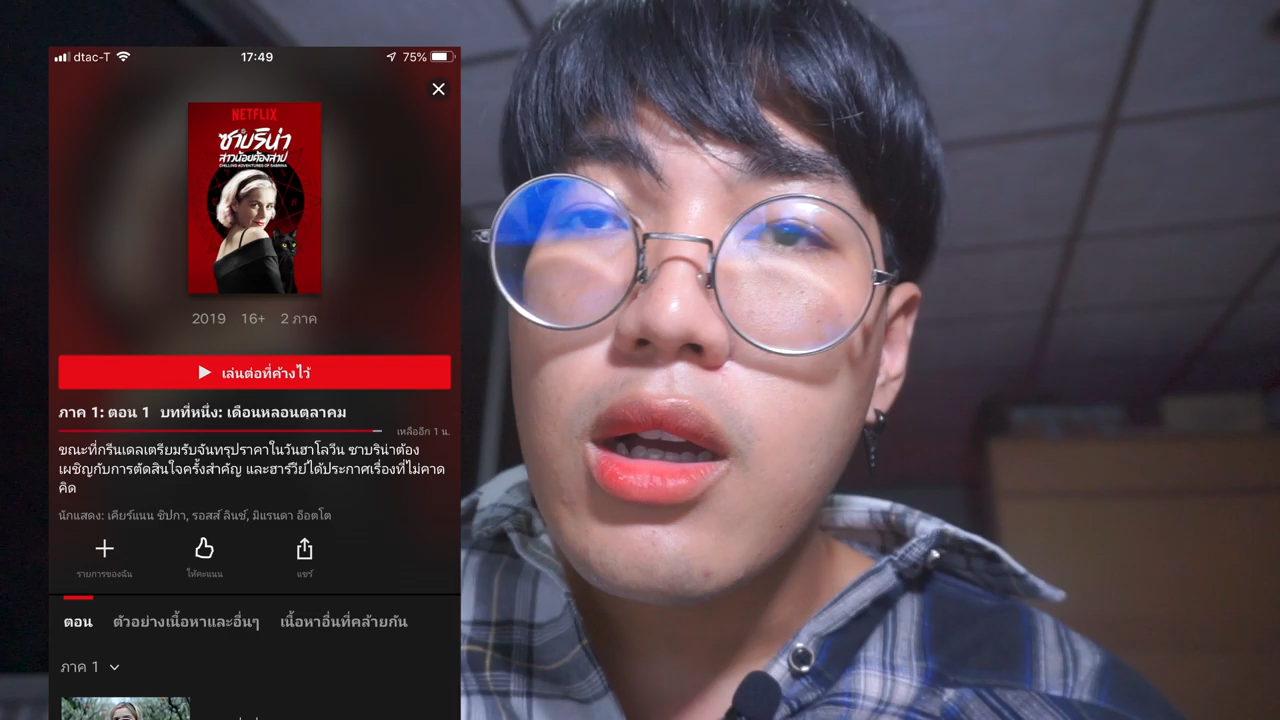 dtac-T
17:49
75%
NETFLIX
ซาบริน่า
สาวน้อยต้องสาป
CHILLING ADVENTURES OF SABRINA
2019 16+ 2 ภาค
เล่นต่อที่ค้างไว้
ภาค 1: ตอน 1 บทที่หนึ่ง: เดือนหลอนตุลาคม
เหลืออีก 1 น.
ขณะที่กรีนเดลเตรียมรับจันทรุปราคาในวันฮาโลวีน ซาบริน่าต้อง
เผชิญกับการตัดสินใจครั้งสำคัญ และฮาร์วีย์ได้ประกาศเรื่องที่ไม่คาด
คิด
นักแสดง: เคียร์แนน ชิปกา, รอสส์ ลินช์, มิแรนดา อ็อตโต
รายการของฉัน
ให้คะแนน
แชร์
ตอน
ตัวอย่างเนื้อหาและอื่นๆ
เนื้อหาอื่นที่คล้ายกัน
ภาค 1